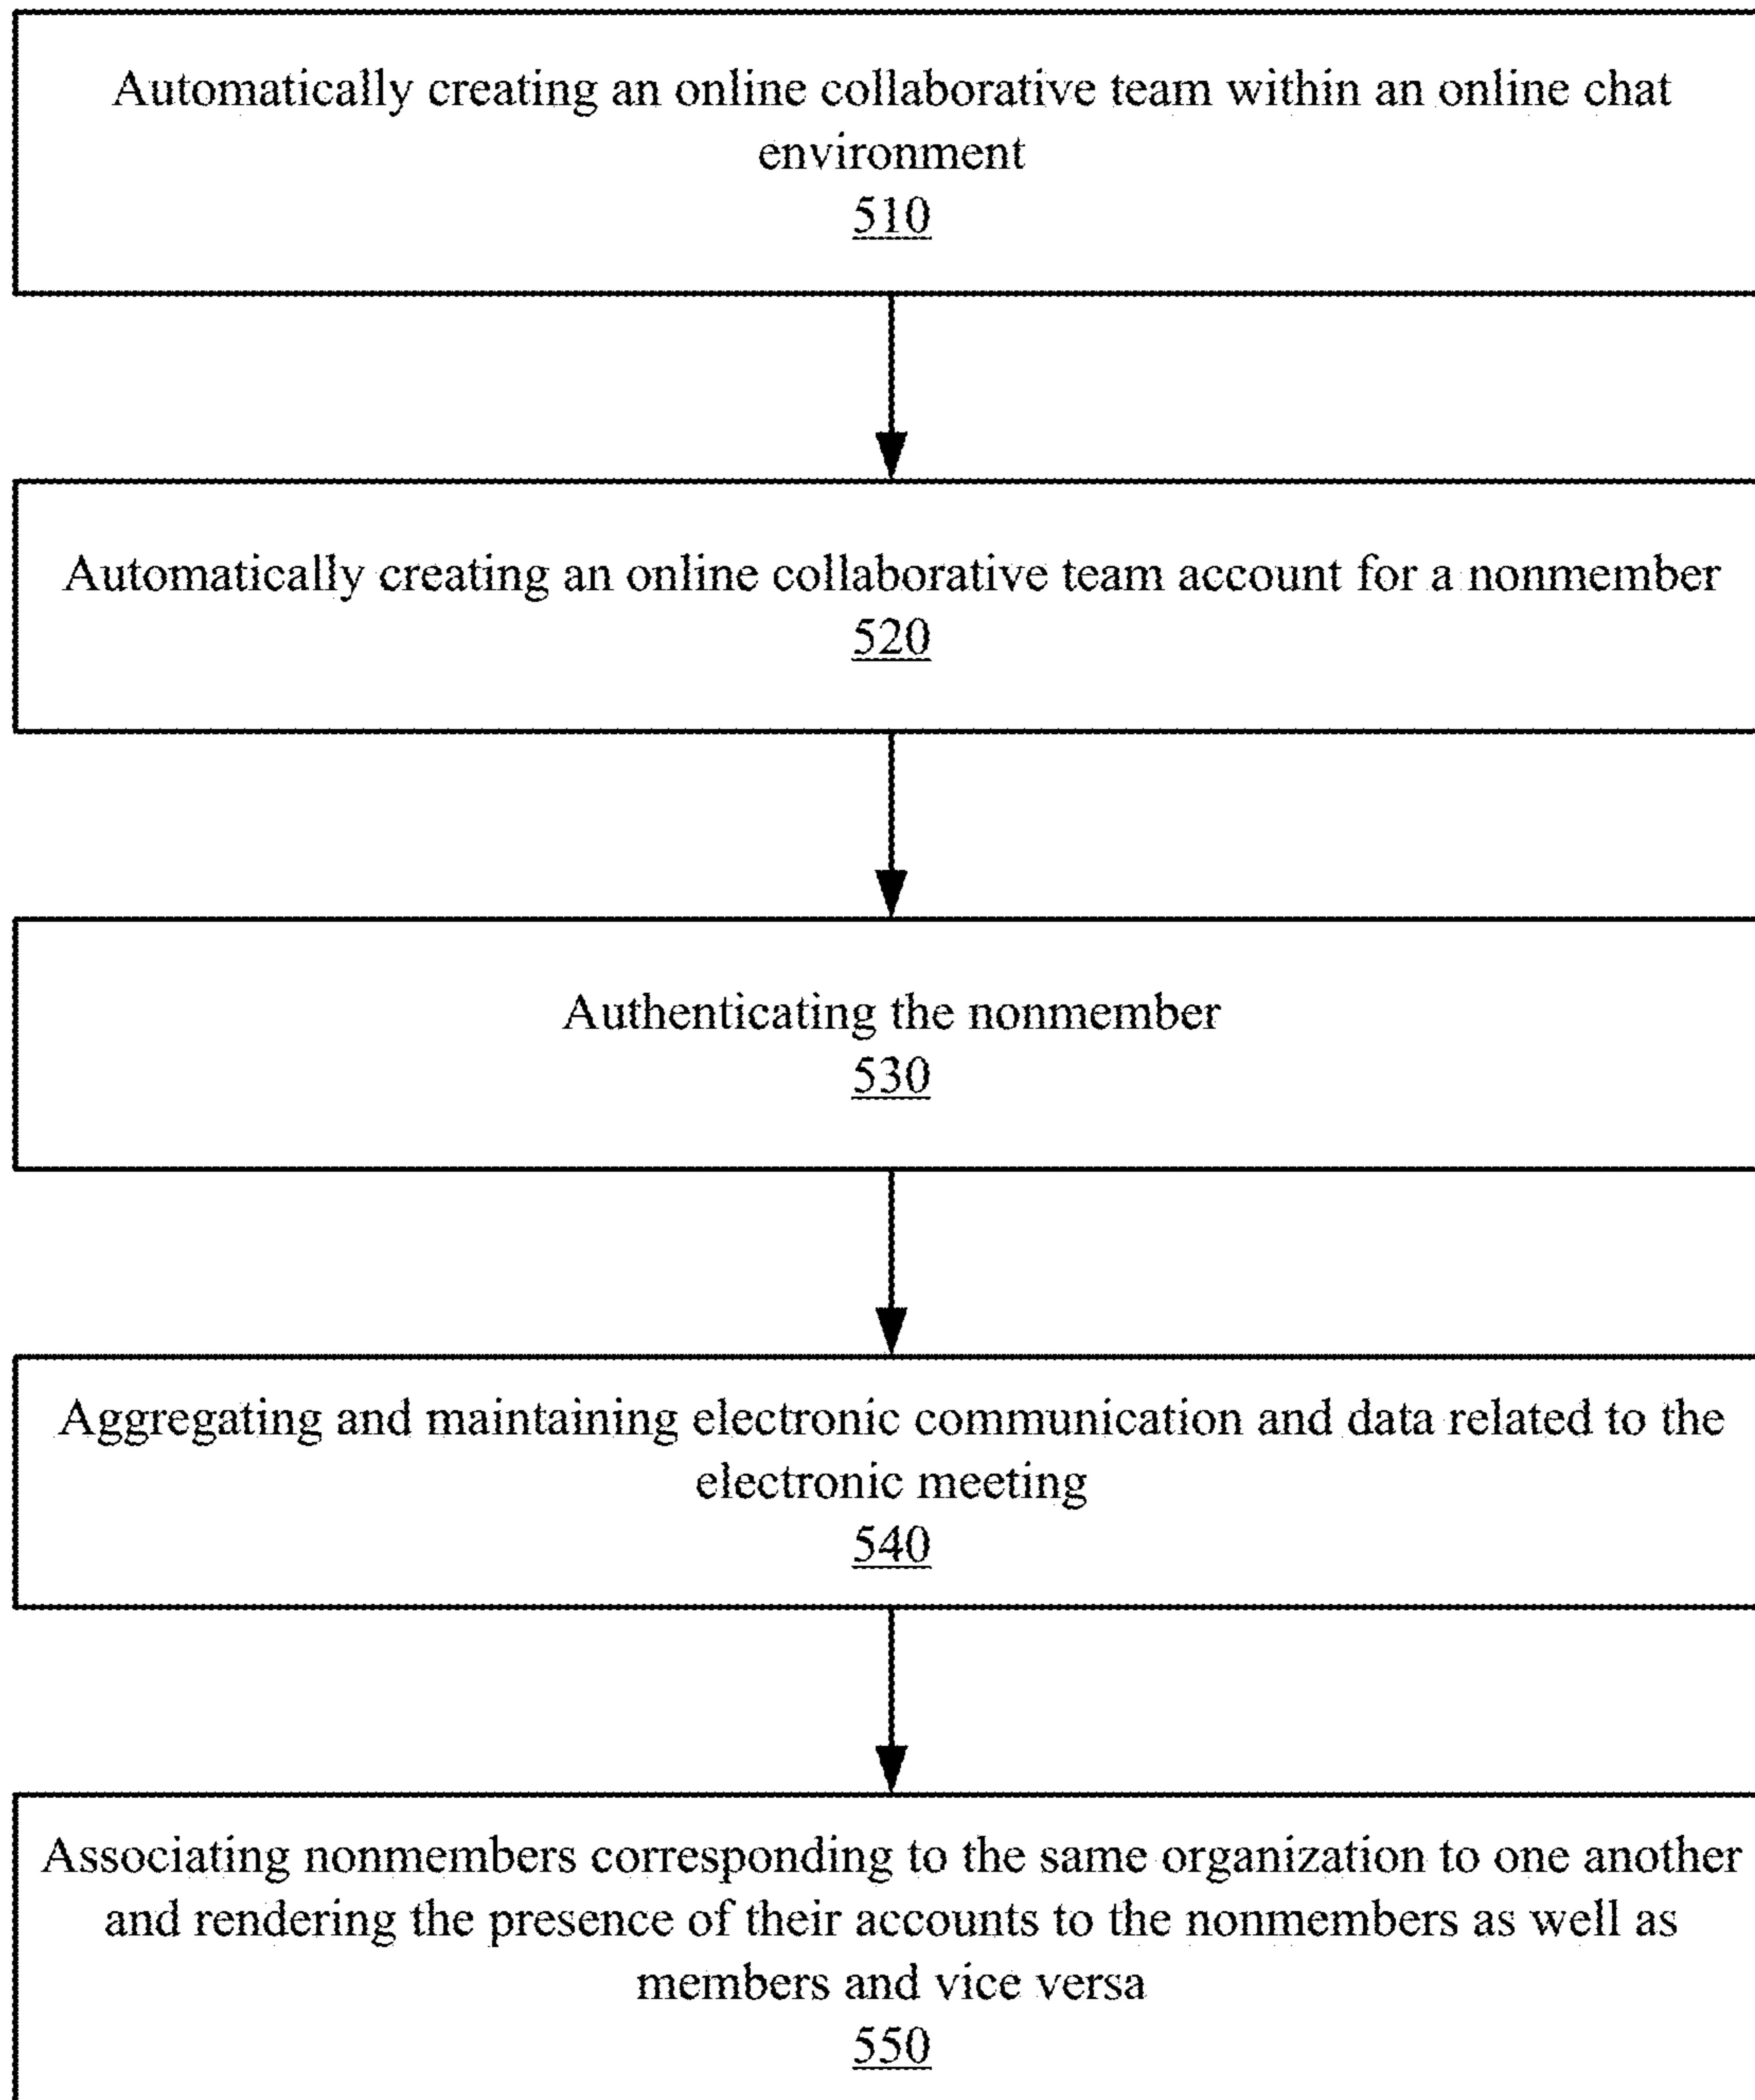 Automatically creating an online collaborative team within an online chat
environment
510
Automatically creating an online collaborative team account for a nonmember
520
Authenticating the nonmember
530
Aggregating and maintaining electronic communication and data related to the
electronic meeting
540
Associating nonmembers corresponding to the same organization to one another
and rendering the presence of their accounts to the nonmembers as well as
members and vice versa
550